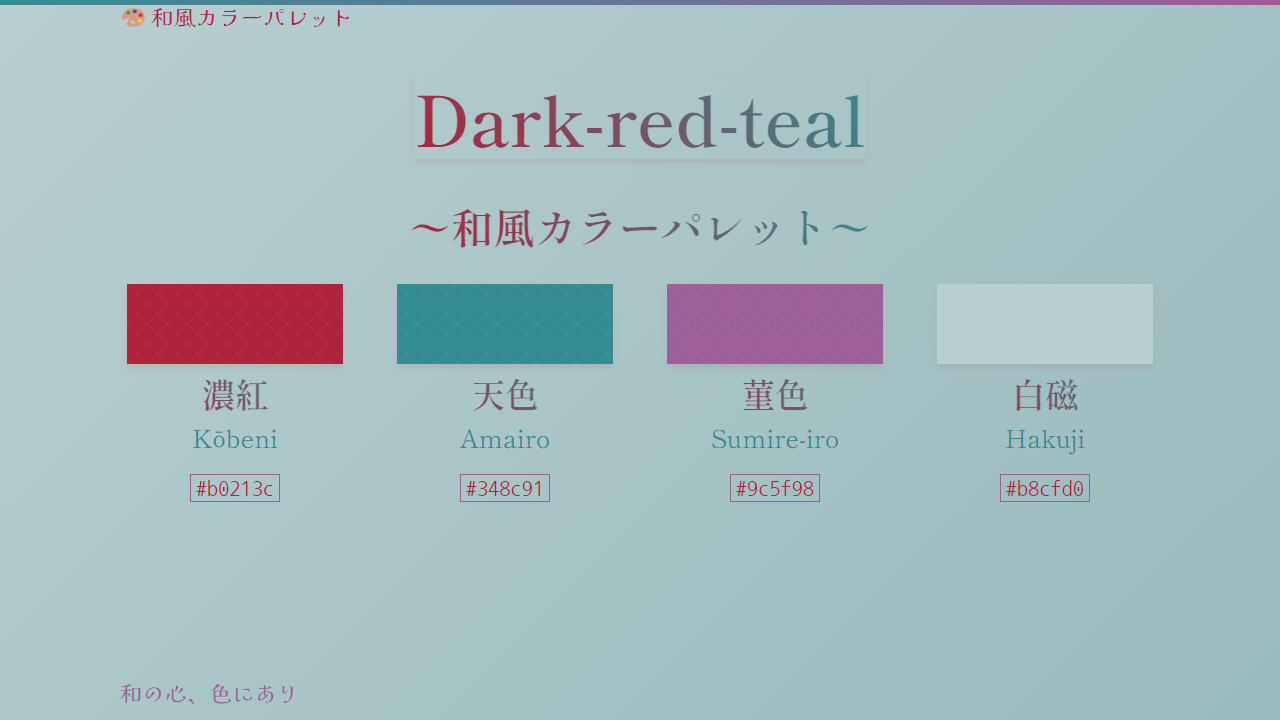 🎨 和風カラーパレット
Dark-red-teal
〜和風カラーパレット〜
濃紅 天色 菫色 白磁
Kōbeni Amairo Sumire-iro Hakuji
#b0213c #348c91 #9c5f98 #b8cfd0
和の心、色にあり